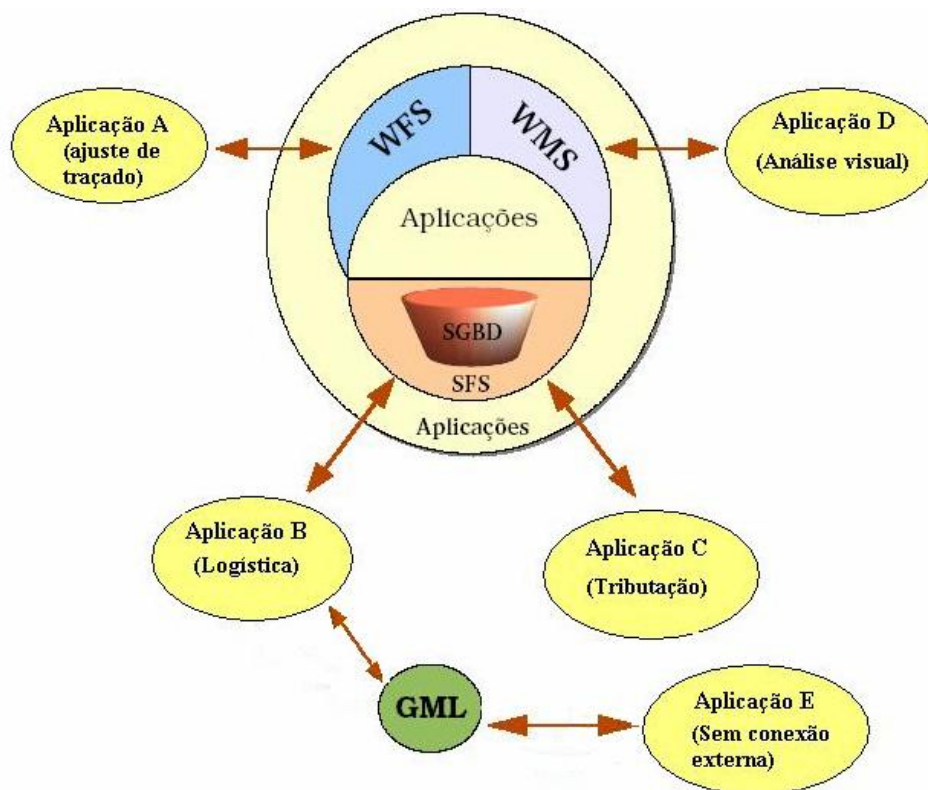 WFS
WMS
Aplicação A
(ajuste de
traçado)
Aplicação D
(Análise visual)
Aplicações
SGBD
SFS
Aplicações
Aplicação B
(Logística)
Aplicação C
(Tributação)
GML
Aplicação E
(Sem conexão
externa)